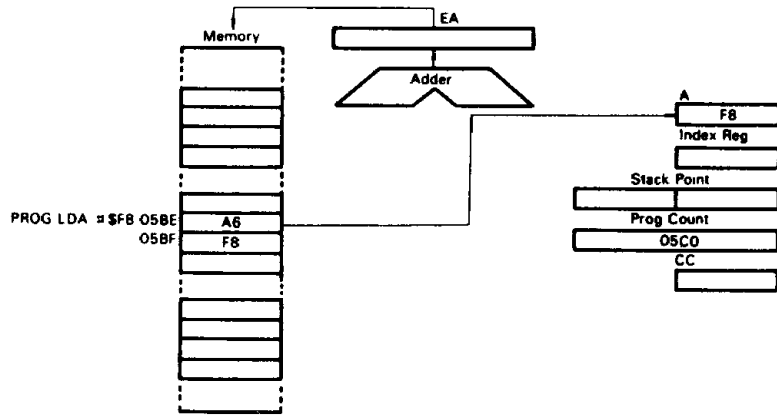 EA
Memory
Adder
A
F8
Index Reg
Stack Point
PROG LDA #$F8 05BE
A6
Prog Count
05BF
F8
05C0
CC